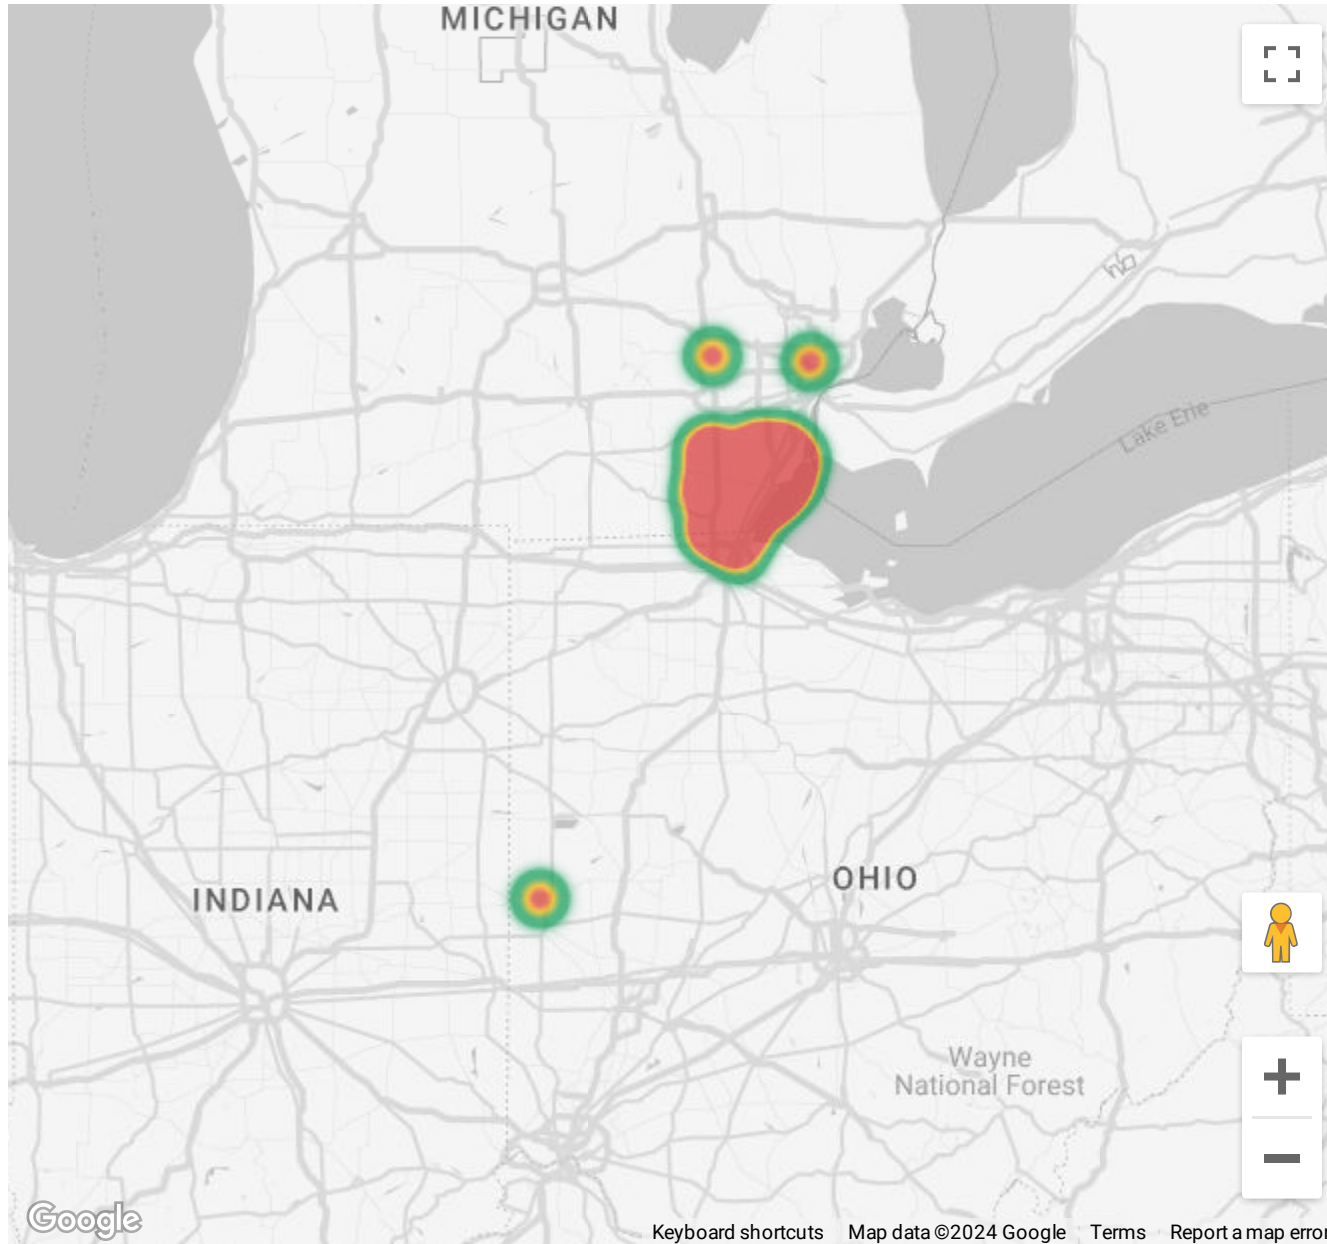 MICHIGAN
Lake Erie
OHIO
INDIANA
Wayne
National Forest
Google
Keyboard shortcuts Map data ©2024 Google Terms Report a map error